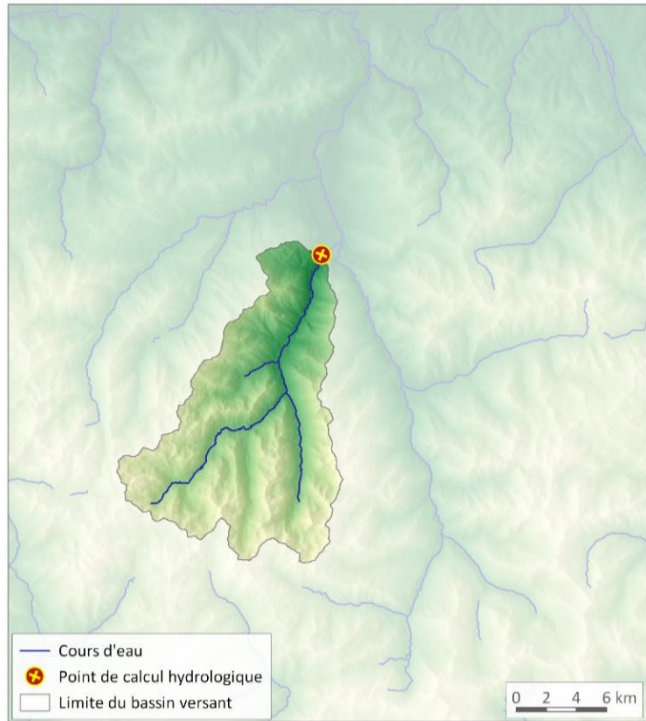 Cours d'eau
Point de calcul hydrologique
Limite du bassin versant
0 2 4 6 km